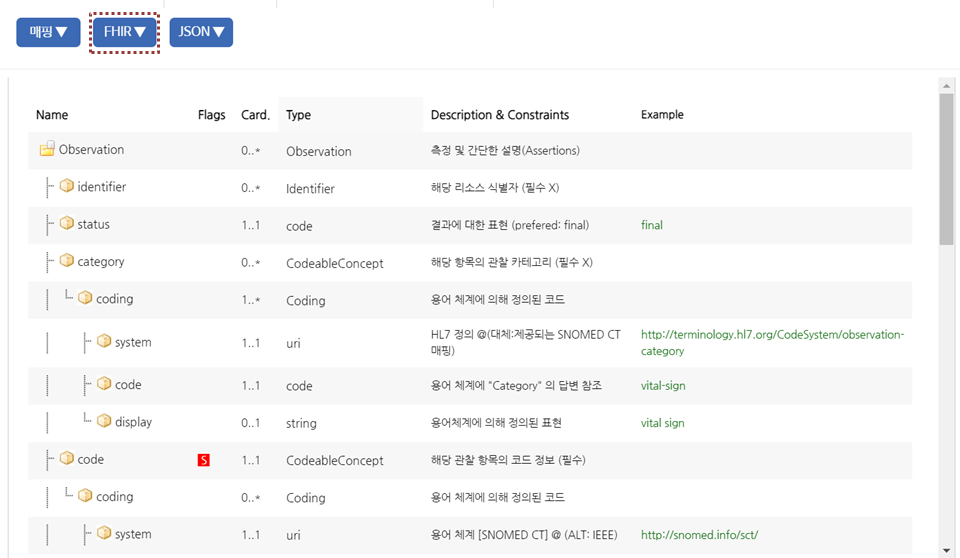 매핑▼ FHIR▼ JSON▼
Name Flags Card. Type Description & Constraints Example
Observation 0..* Observation 측정 및 간단한 설명(Assertions)
identifier 0..* Identifier 해당 리소스 식별자 (필수 X)
status 1..1 code 결과에 대한 표현 (prefered: final) final
category 0..* CodeableConcept 해당 항목의 관찰 카테고리 (필수 X)
coding 1..* Coding 용어 체계에 의해 정의된 코드
system 1..1 uri HL7 정의 @(대체:제공되는 SNOMED CT http://terminology.hl7.org/CodeSystem/observation-
매핑) category
code 1..1 code 용어 체계에 "Category" 의 답변 참조 vital-sign
display 0..1 string 용어체계에 의해 정의된 표현 vital sign
code S 1..1 CodeableConcept 해당 관찰 항목의 코드 정보 (필수)
coding 0..* Coding 용어 체계에 의해 정의된 코드
system 1..1 uri 용어 체계 [SNOMED CT] @ (ALT: IEEE) http://snomed.info/sct/